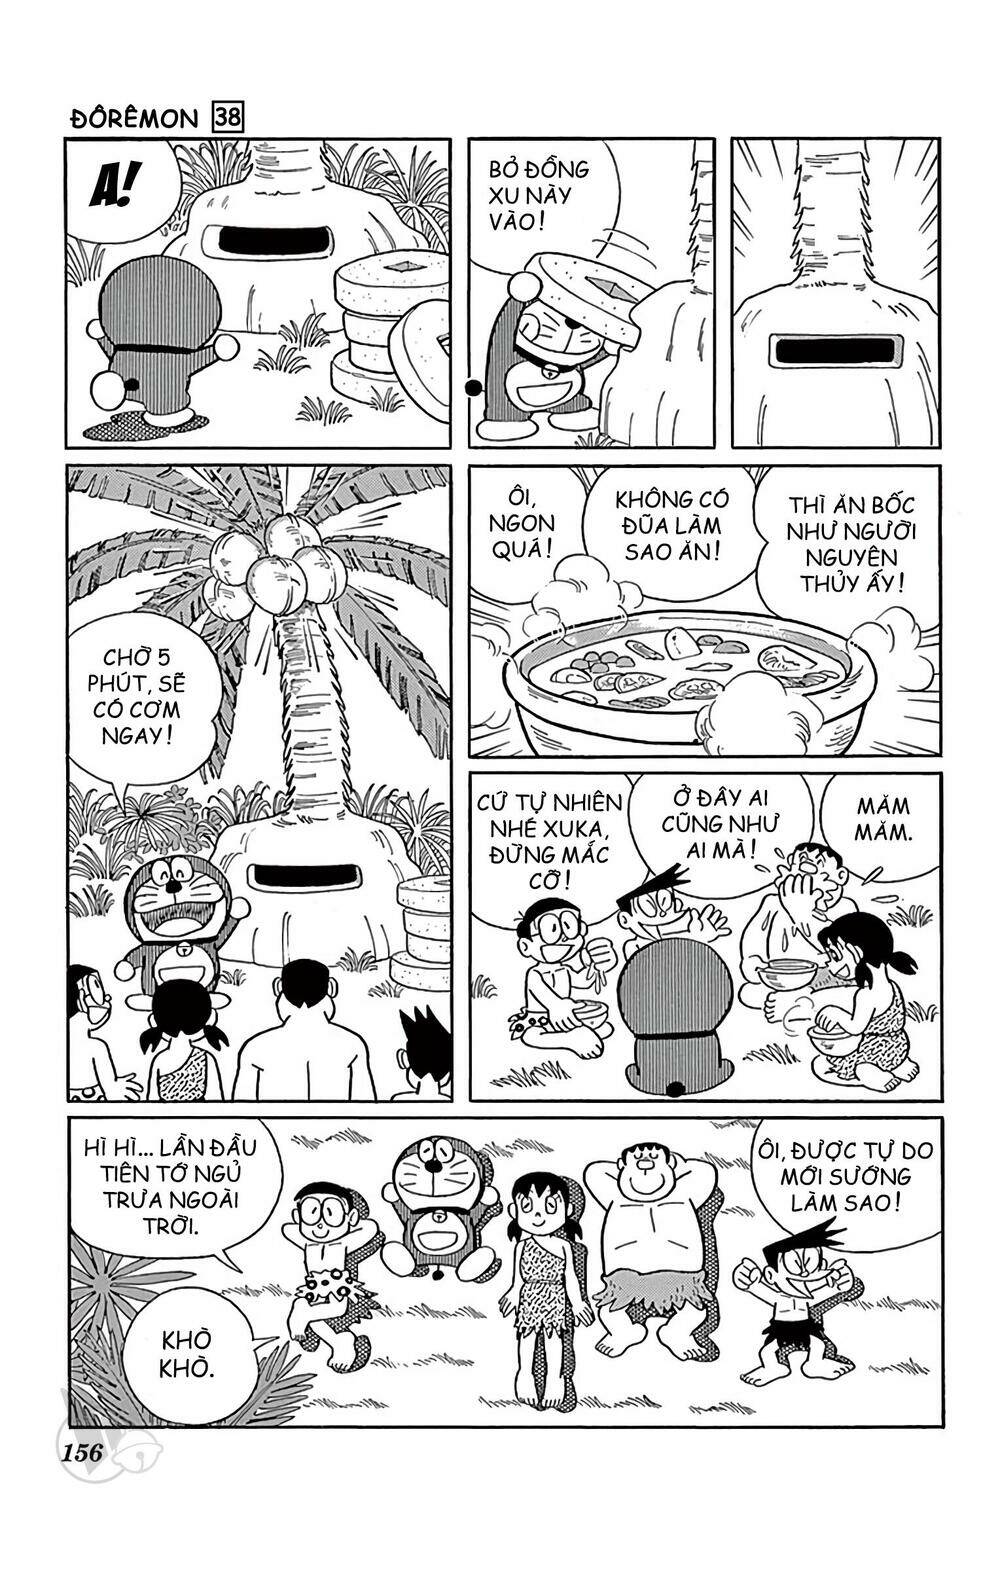 ĐÔRÊMON 38
A!
BỎ ĐỒNG
XU NÀY
VÀO!
CHỜ 5
PHÚT, SẼ
CÓ CƠM
NGAY!
ÔI,
NGON
QUÁ!
KHÔNG CÓ
ĐŨA LÀM
SAO ĂN!
THÌ ĂN BỐC
NHƯ NGƯỜI
NGUYÊN
THỦY ẤY!
CỨ TỰ NHIÊN
NHÉ XUKA,
ĐỪNG MẮC
CỠ!
Ở ĐÂY AI
CŨNG NHƯ
AI MÀ!
MĂM
MĂM.
HÌ HÌ... LẦN ĐẦU
TIÊN TỚ NGỦ
TRƯA NGOÀI
TRỜI.
KHÒ
KHÒ.
ÔI, ĐƯỢC TỰ DO
MỚI SƯỚNG
LÀM SAO!
156